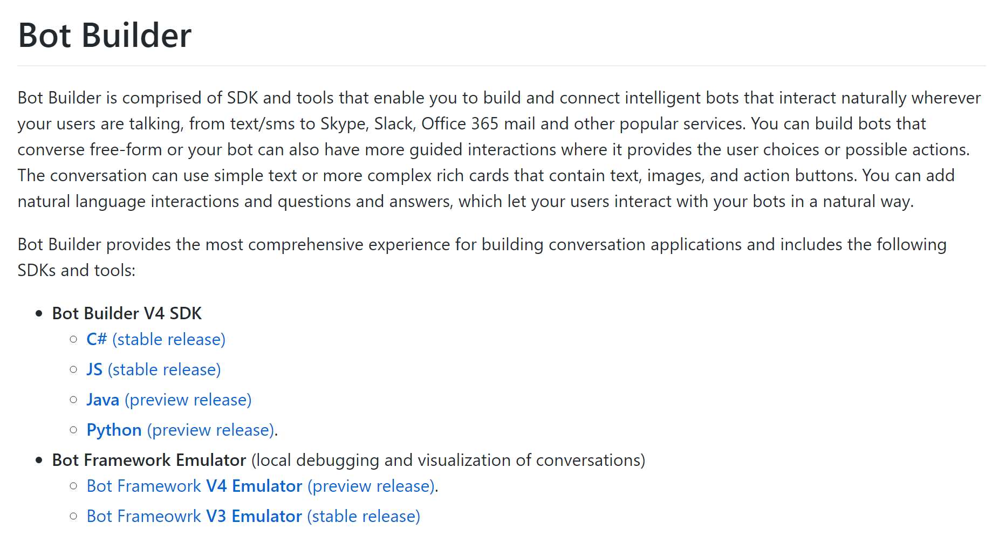 Bot Builder
Bot Builder is comprised of SDK and tools that enable you to build and connect intelligent bots that interact naturally wherever
your users are talking, from text/sms to Skype, Slack, Office 365 mail and other popular services. You can build bots that
converse free-form or your bot can also have more guided interactions where it provides the user choices or possible actions.
The conversation can use simple text or more complex rich cards that contain text, images, and action buttons. You can add
natural language interactions and questions and answers, which let your users interact with your bots in a natural way.
Bot Builder provides the most comprehensive experience for building conversation applications and includes the following
SDKs and tools:
Bot Builder V4 SDK
C# (stable release)
JS (stable release)
Java (preview release)
Python (preview release).
Bot Framework Emulator (local debugging and visualization of conversations)
Bot Framework V4 Emulator (preview release).
Bot Frameowrk V3 Emulator (stable release)